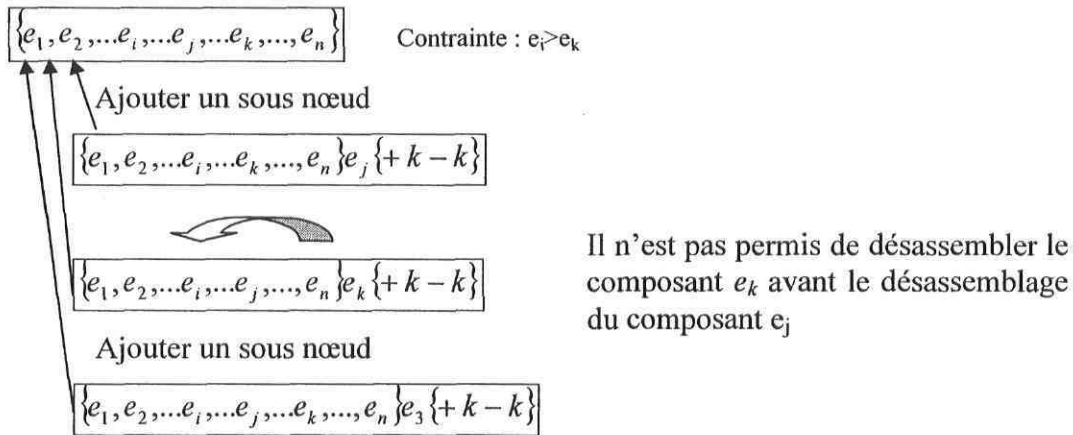 {e₁,e₂,...eᵢ,...eⱼ,...eₖ,...,eₙ} Contrainte : eᵢ>eₖ
Ajouter un sous nœud
{e₁,e₂,...eᵢ,...eₖ,...,eₙ}eⱼ{+k−k}
{e₁,e₂,...eᵢ,...eⱼ,...,eₙ}eₖ{+k−k}
Il n’est pas permis de désassembler le
composant eₖ avant le désassemblage
du composant eⱼ
Ajouter un sous nœud
{e₁,e₂,...eᵢ,...eⱼ,...eₖ,...,eₙ}e₃{+k−k}